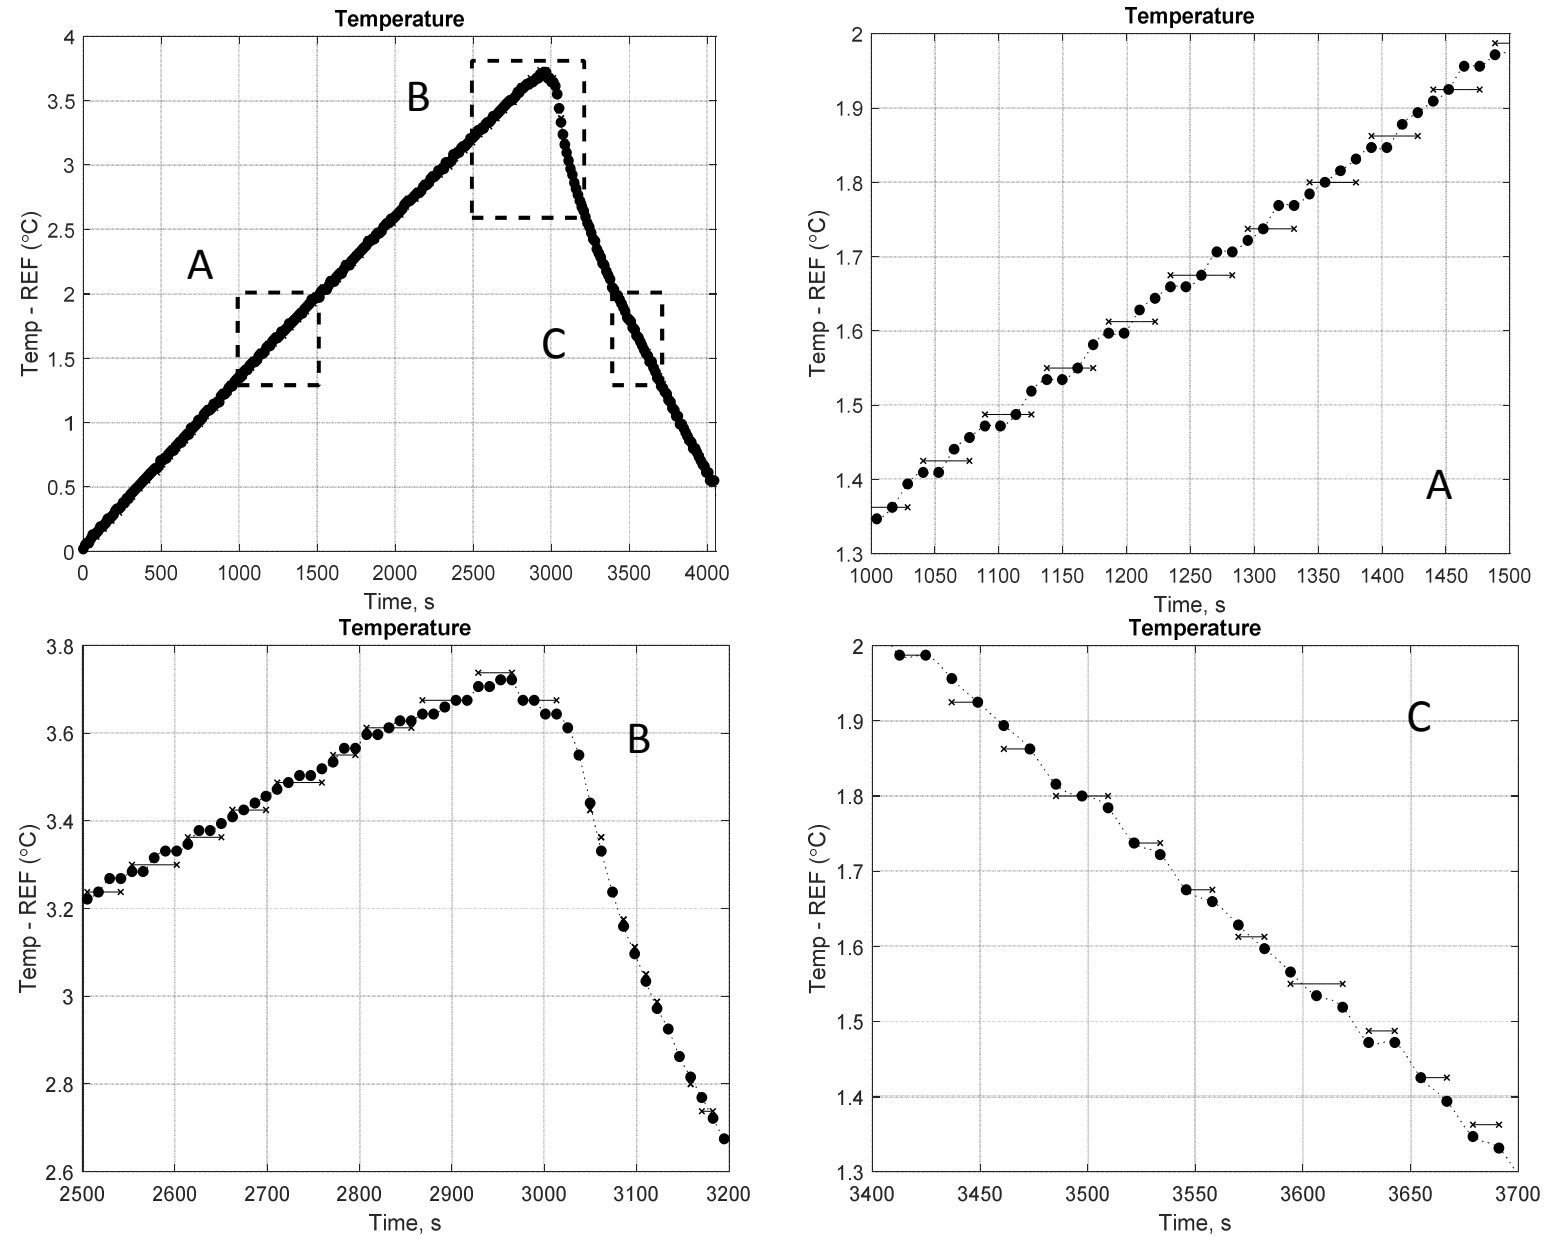 Temperature
Temp - REF (°C)
4
3.5
3
2.5
2
1.5
1
0.5
0
B
A
C
0 500 1000 1500 2000 2500 3000 3500 4000
Time, s
Temperature
Temp - REF (°C)
2
1.9
1.8
1.7
1.6
1.5
1.4
1.3
A
1000 1050 1100 1150 1200 1250 1300 1350 1400 1450 1500
Time, s
Temperature
Temp - REF (°C)
3.8
3.6
3.4
3.2
3
2.8
2.6
B
2500 2600 2700 2800 2900 3000 3100 3200
Time, s
Temperature
Temp - REF (°C)
2
1.9
1.8
1.7
1.6
1.5
1.4
1.3
C
3400 3450 3500 3550 3600 3650 3700
Time, s